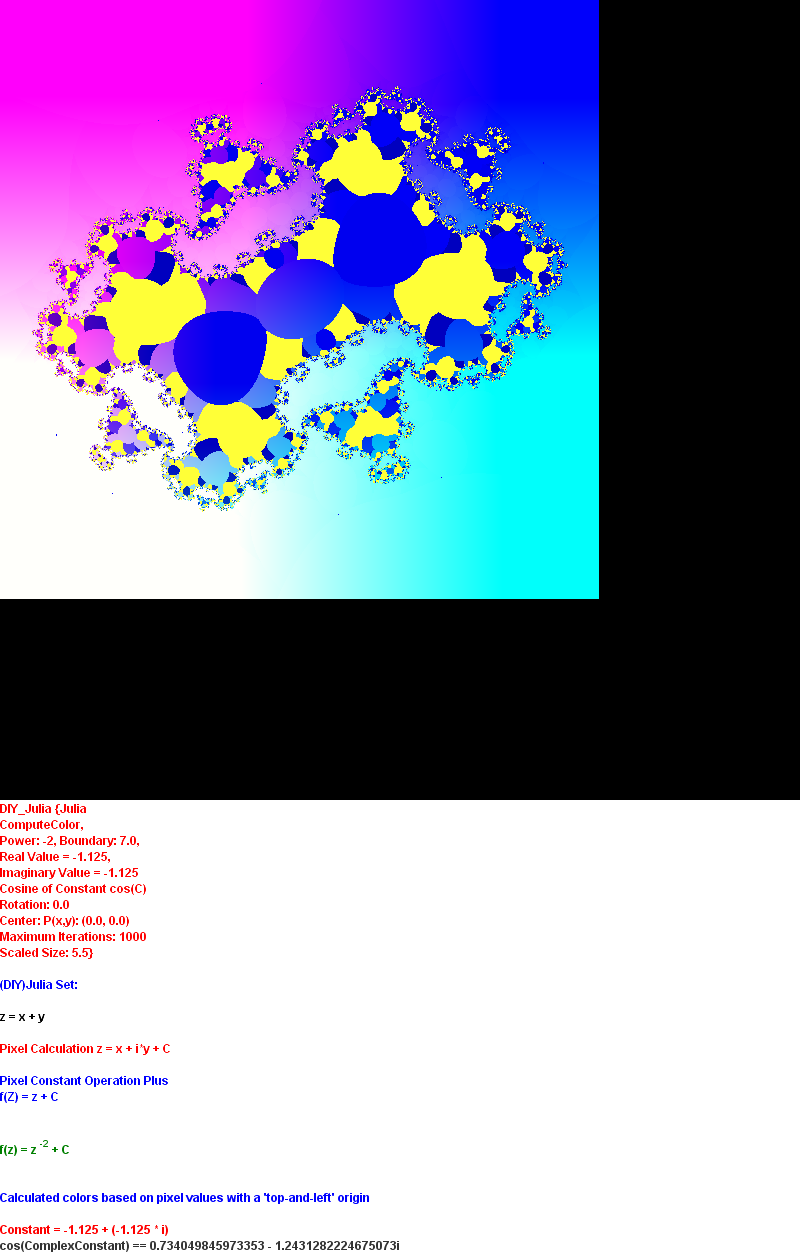 DIY_Julia {Julia
ComputeColor,
Power: -2, Boundary: 7.0,
Real Value = -1.125,
Imaginary Value = -1.125
Cosine of Constant cos(C)
Rotation: 0.0
Center: P(x,y): (0.0, 0.0)
Maximum Iterations: 1000
Scaled Size: 5.5}
(DIY)Julia Set:
z = x + y
Pixel Calculation z = x + i*y + C
Pixel Constant Operation Plus
f(Z) = z + C
f(z) = z -2 + C
Calculated colors based on pixel values with a 'top-and-left' origin
Constant = -1.125 + (-1.125 * i)
cos(ComplexConstant) == 0.734049845973353 - 1.2431282224675073i